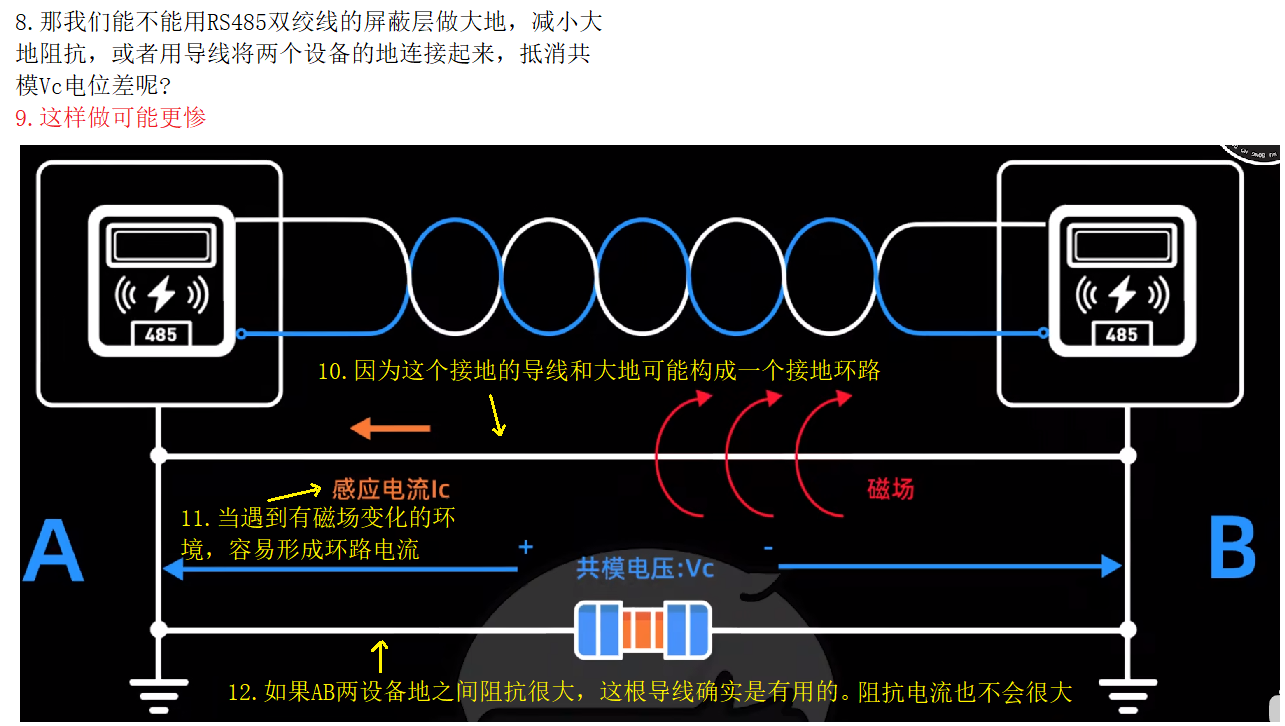 8.那我们能不能用RS485双绞线的屏蔽层做大地，减小大
地阻抗，或者用导线将两个设备的地连接起来，抵消共
模Vc电位差呢?
9.这样做可能更惨
485
485
10.因为这个接地的导线和大地可能构成一个接地环路
感应电流Ic
磁场
11.当遇到有磁场变化的环
境，容易形成环路电流
A
B
+
-
共模电压:Vc
12.如果AB两设备地之间阻抗很大，这根导线确实是有用的。阻抗电流也不会很大